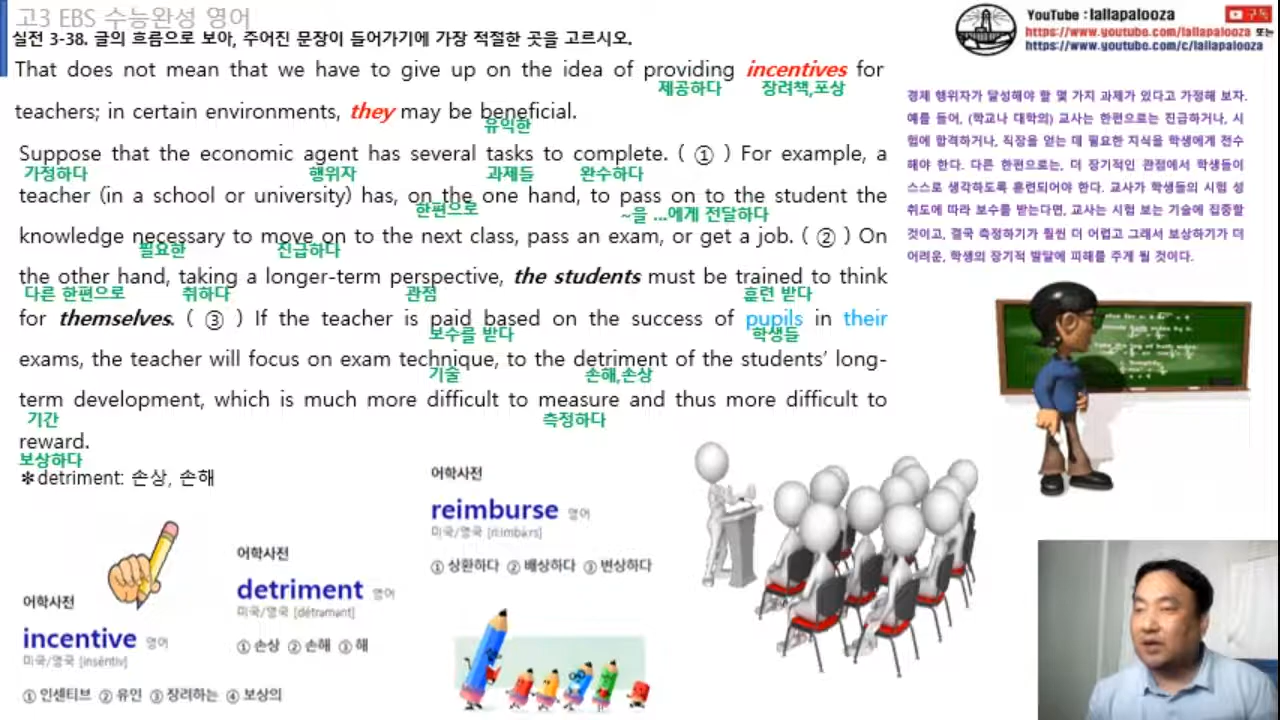 고3 EBS 수능완성 영어
실전 3-38. 글의 흐름으로 보아, 주어진 문장이 들어가기에 가장 적절한 곳을 고르시오.
That does not mean that we have to give up on the idea of providing incentives for
제공하다 장려책,포상
teachers; in certain environments, they may be beneficial.
유익한
Suppose that the economic agent has several tasks to complete. ( ① ) For example, a
가정하다 행위자 과제들 완수하다
teacher (in a school or university) has, on the one hand, to pass on to the student the
한편으로 ~을 ...에게 전달하다
knowledge necessary to move on to the next class, pass an exam, or get a job. ( ② ) On
필요한 진급하다
the other hand, taking a longer-term perspective, the students must be trained to think
다른 한편으로 취하다 관점 훈련 받다
for themselves. ( ③ ) If the teacher is paid based on the success of pupils in their
보수를 받다 학생들
exams, the teacher will focus on exam technique, to the detriment of the students’ long-
기술 손해,손상
term development, which is much more difficult to measure and thus more difficult to
기간 측정하다
reward.
보상하다
*detriment: 손상, 손해
YouTube : lallapalooza
구독
https://www.youtube.com/lallapalooza 또는
https://www.youtube.com/c/lallapalooza
경제 행위자가 달성해야 할 몇 가지 과제가 있다고 가정해 보자.
예를 들어, (학교나 대학의) 교사는 한편으로는 진급하거나, 시
험에 합격하거나, 직장을 얻는 데 필요한 지식을 학생에게 전수
해야 한다. 다른 한편으로는, 더 장기적인 관점에서 학생들이
스스로 생각하도록 훈련되어야 한다. 교사가 학생들의 시험 성
취도에 따라 보수를 받는다면, 교사는 시험 보는 기술에 집중할
것이고, 결국 측정하기가 훨씬 더 어렵고 그래서 보상하기가 더
어려운, 학생의 장기적 발달에 피해를 주게 될 것이다.
어학사전
reimburse 영어
미국/영국 [ri:imbá:rs]
① 상환하다 ② 배상하다 ③ 변상하다
어학사전
detriment 영어
미국/영국 [détrəmənt]
① 손상 ② 손해 ③ 해
어학사전
incentive 영어
미국/영국 [inséntiv]
① 인센티브 ② 유인 ③ 장려하는 ④ 보상의